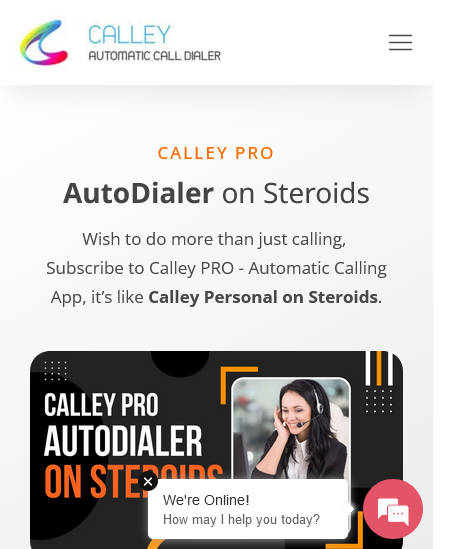 CALLEY
AUTOMATIC CALL DIALER
CALLEY PRO
AutoDialer on Steroids
Wish to do more than just calling,
Subscribe to Calley PRO - Automatic Calling
App, it’s like Calley Personal on Steroids.
CALLEY PRO
AUTODIALER
ON STEROIDS
We're Online!
How may I help you today?